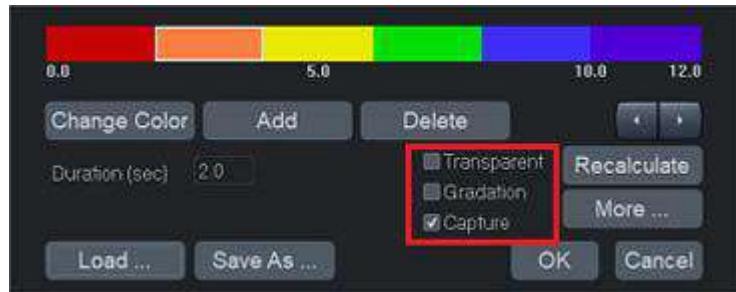 0.0 5.0 10.0 12.0
Change Color Add Delete
Duration (sec) 2.0
Transparent
Gradation
Capture
Recalculate
More ...
Load ... Save As ... OK Cancel